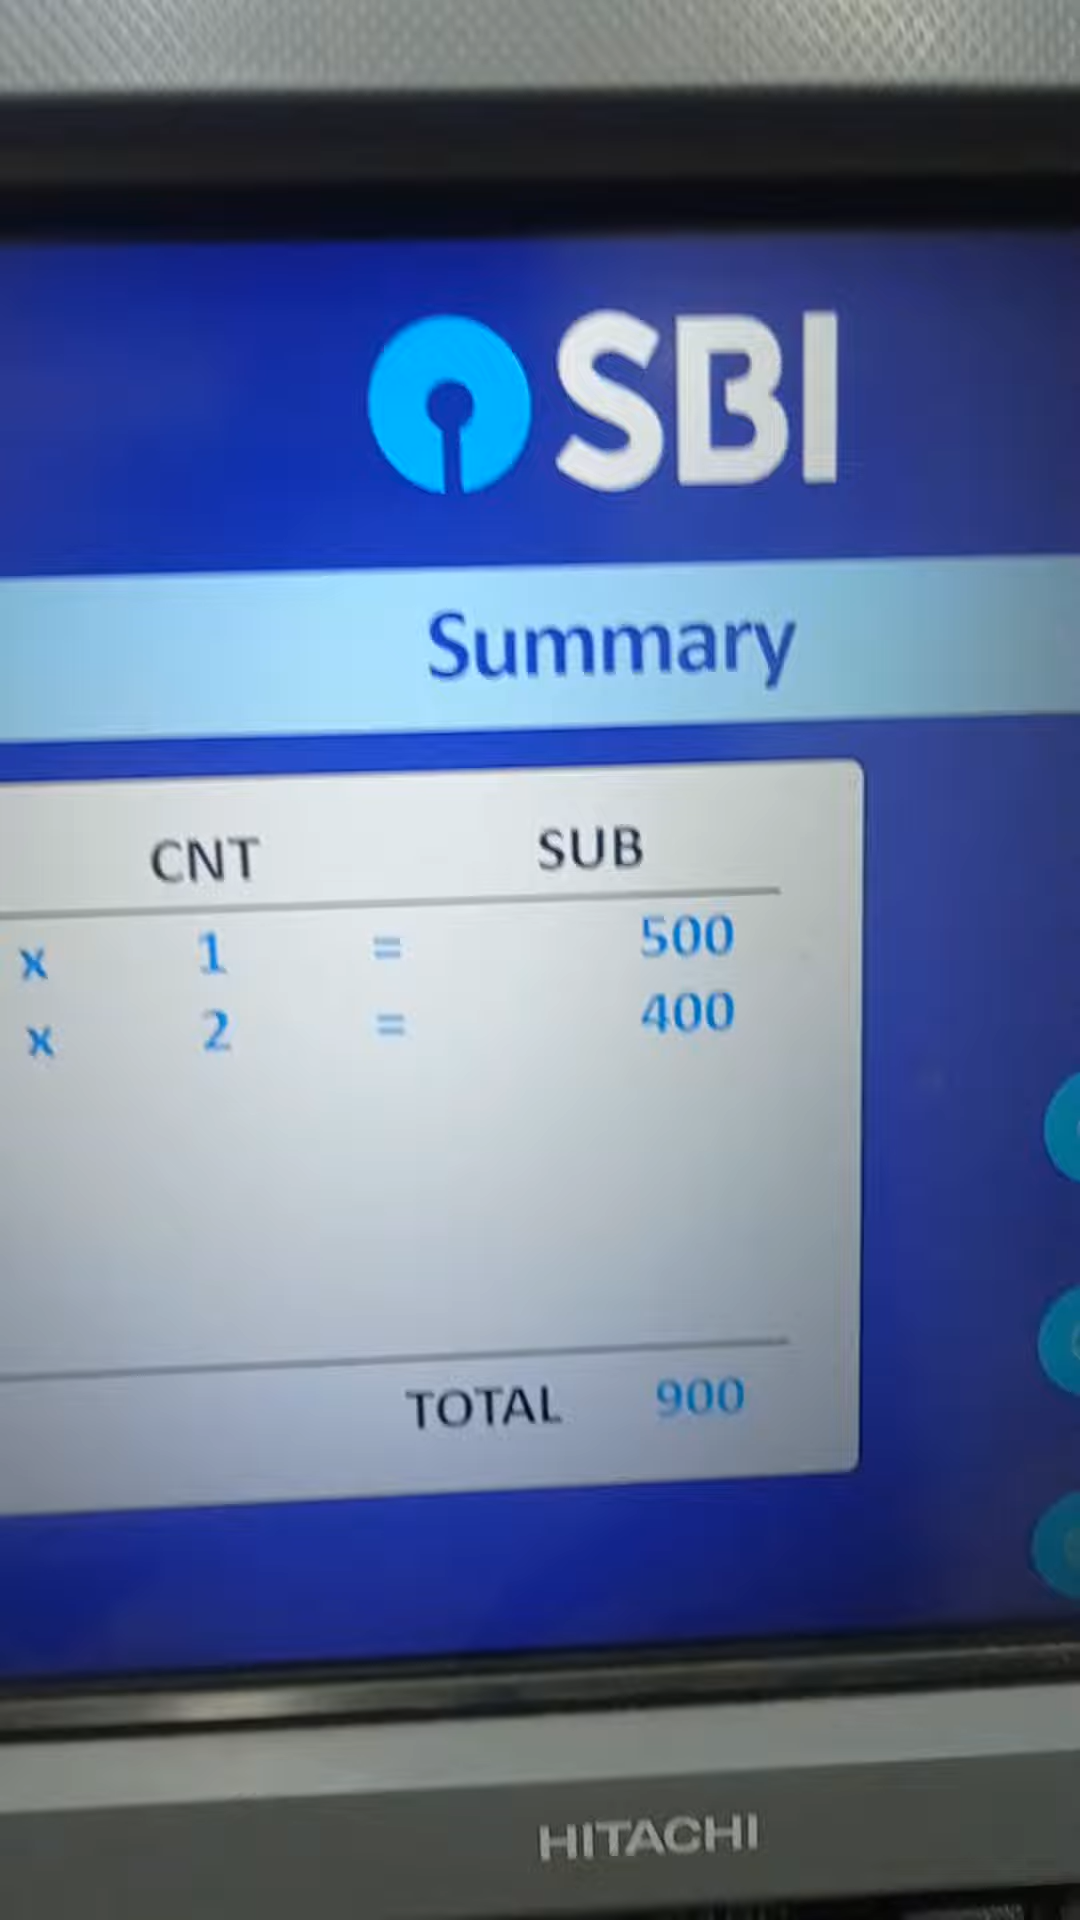 SBI
Summary
CNT SUB
x 1 = 500
x 2 = 400
TOTAL 900
HITACHI